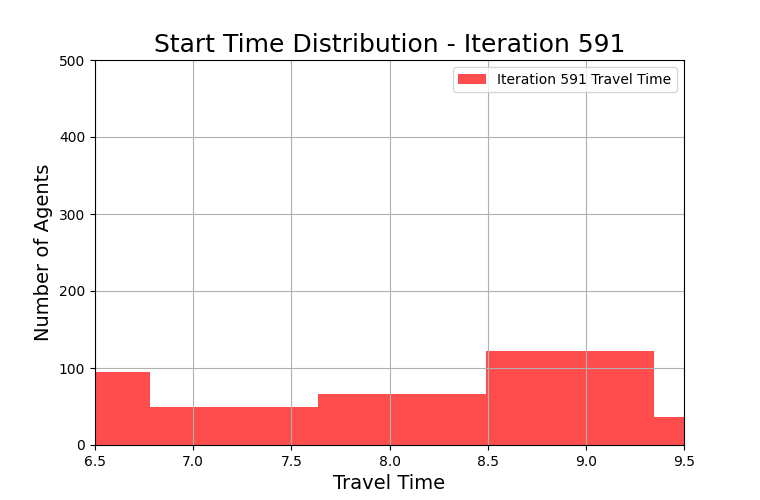 Start Time Distribution - Iteration 591
Iteration 591 Travel Time
Number of Agents
500
400
300
200
100
0
6.5 7.0 7.5 8.0 8.5 9.0 9.5
Travel Time